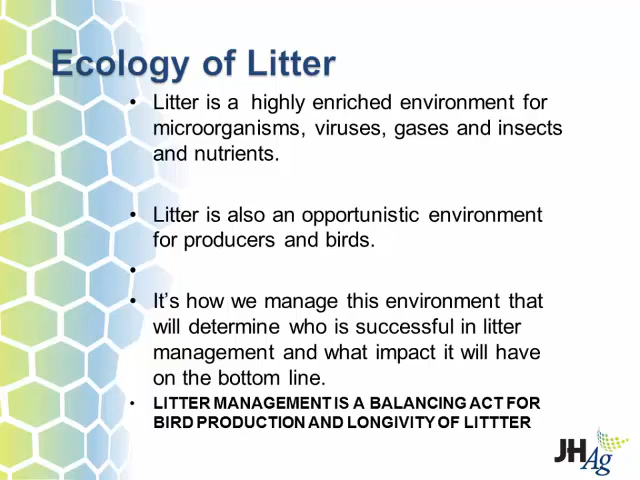 Ecology of Litter
• Litter is a highly enriched environment for
microorganisms, viruses, gases and insects
and nutrients.
• Litter is also an opportunistic environment
for producers and birds.
•
• It's how we manage this environment that
will determine who is successful in litter
management and what impact it will have
on the bottom line.
• LITTER MANAGEMENT IS A BALANCING ACT FOR
BIRD PRODUCTION AND LONGIVITY OF LITTTER
JH
Ag